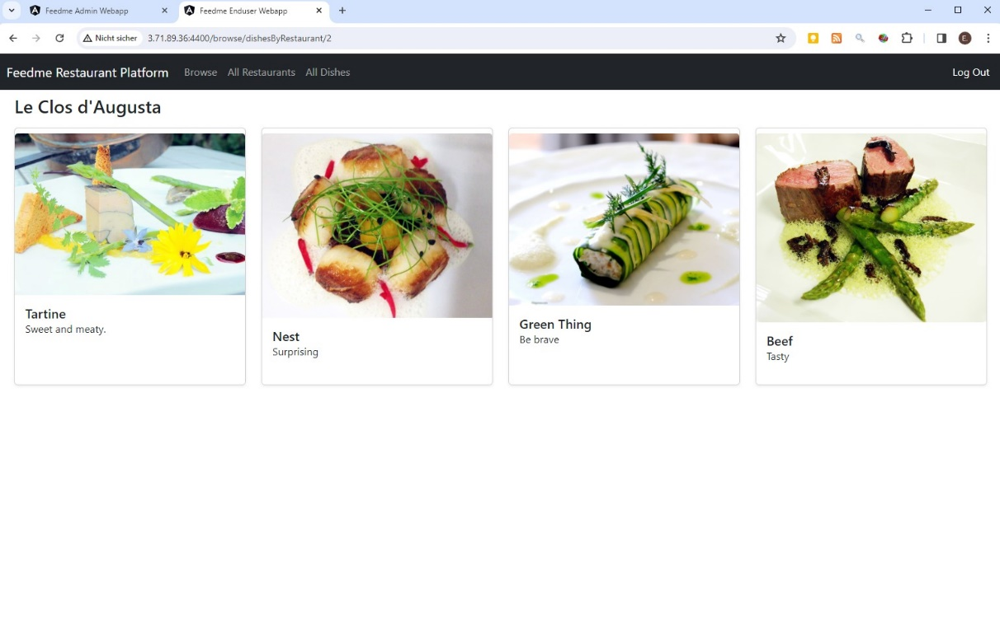 Feedme Admin Webapp
Feedme Enduser Webapp
Nicht sicher
3.71.89.36:4400/browse/dishesByRestaurant/2
E.
Feedme Restaurant Platform
Browse
All Restaurants
All Dishes
Log Out
Le Clos d'Augusta
Tartine
Sweet and meaty.
Nest
Surprising
Green Thing
Be brave
Beef
Tasty